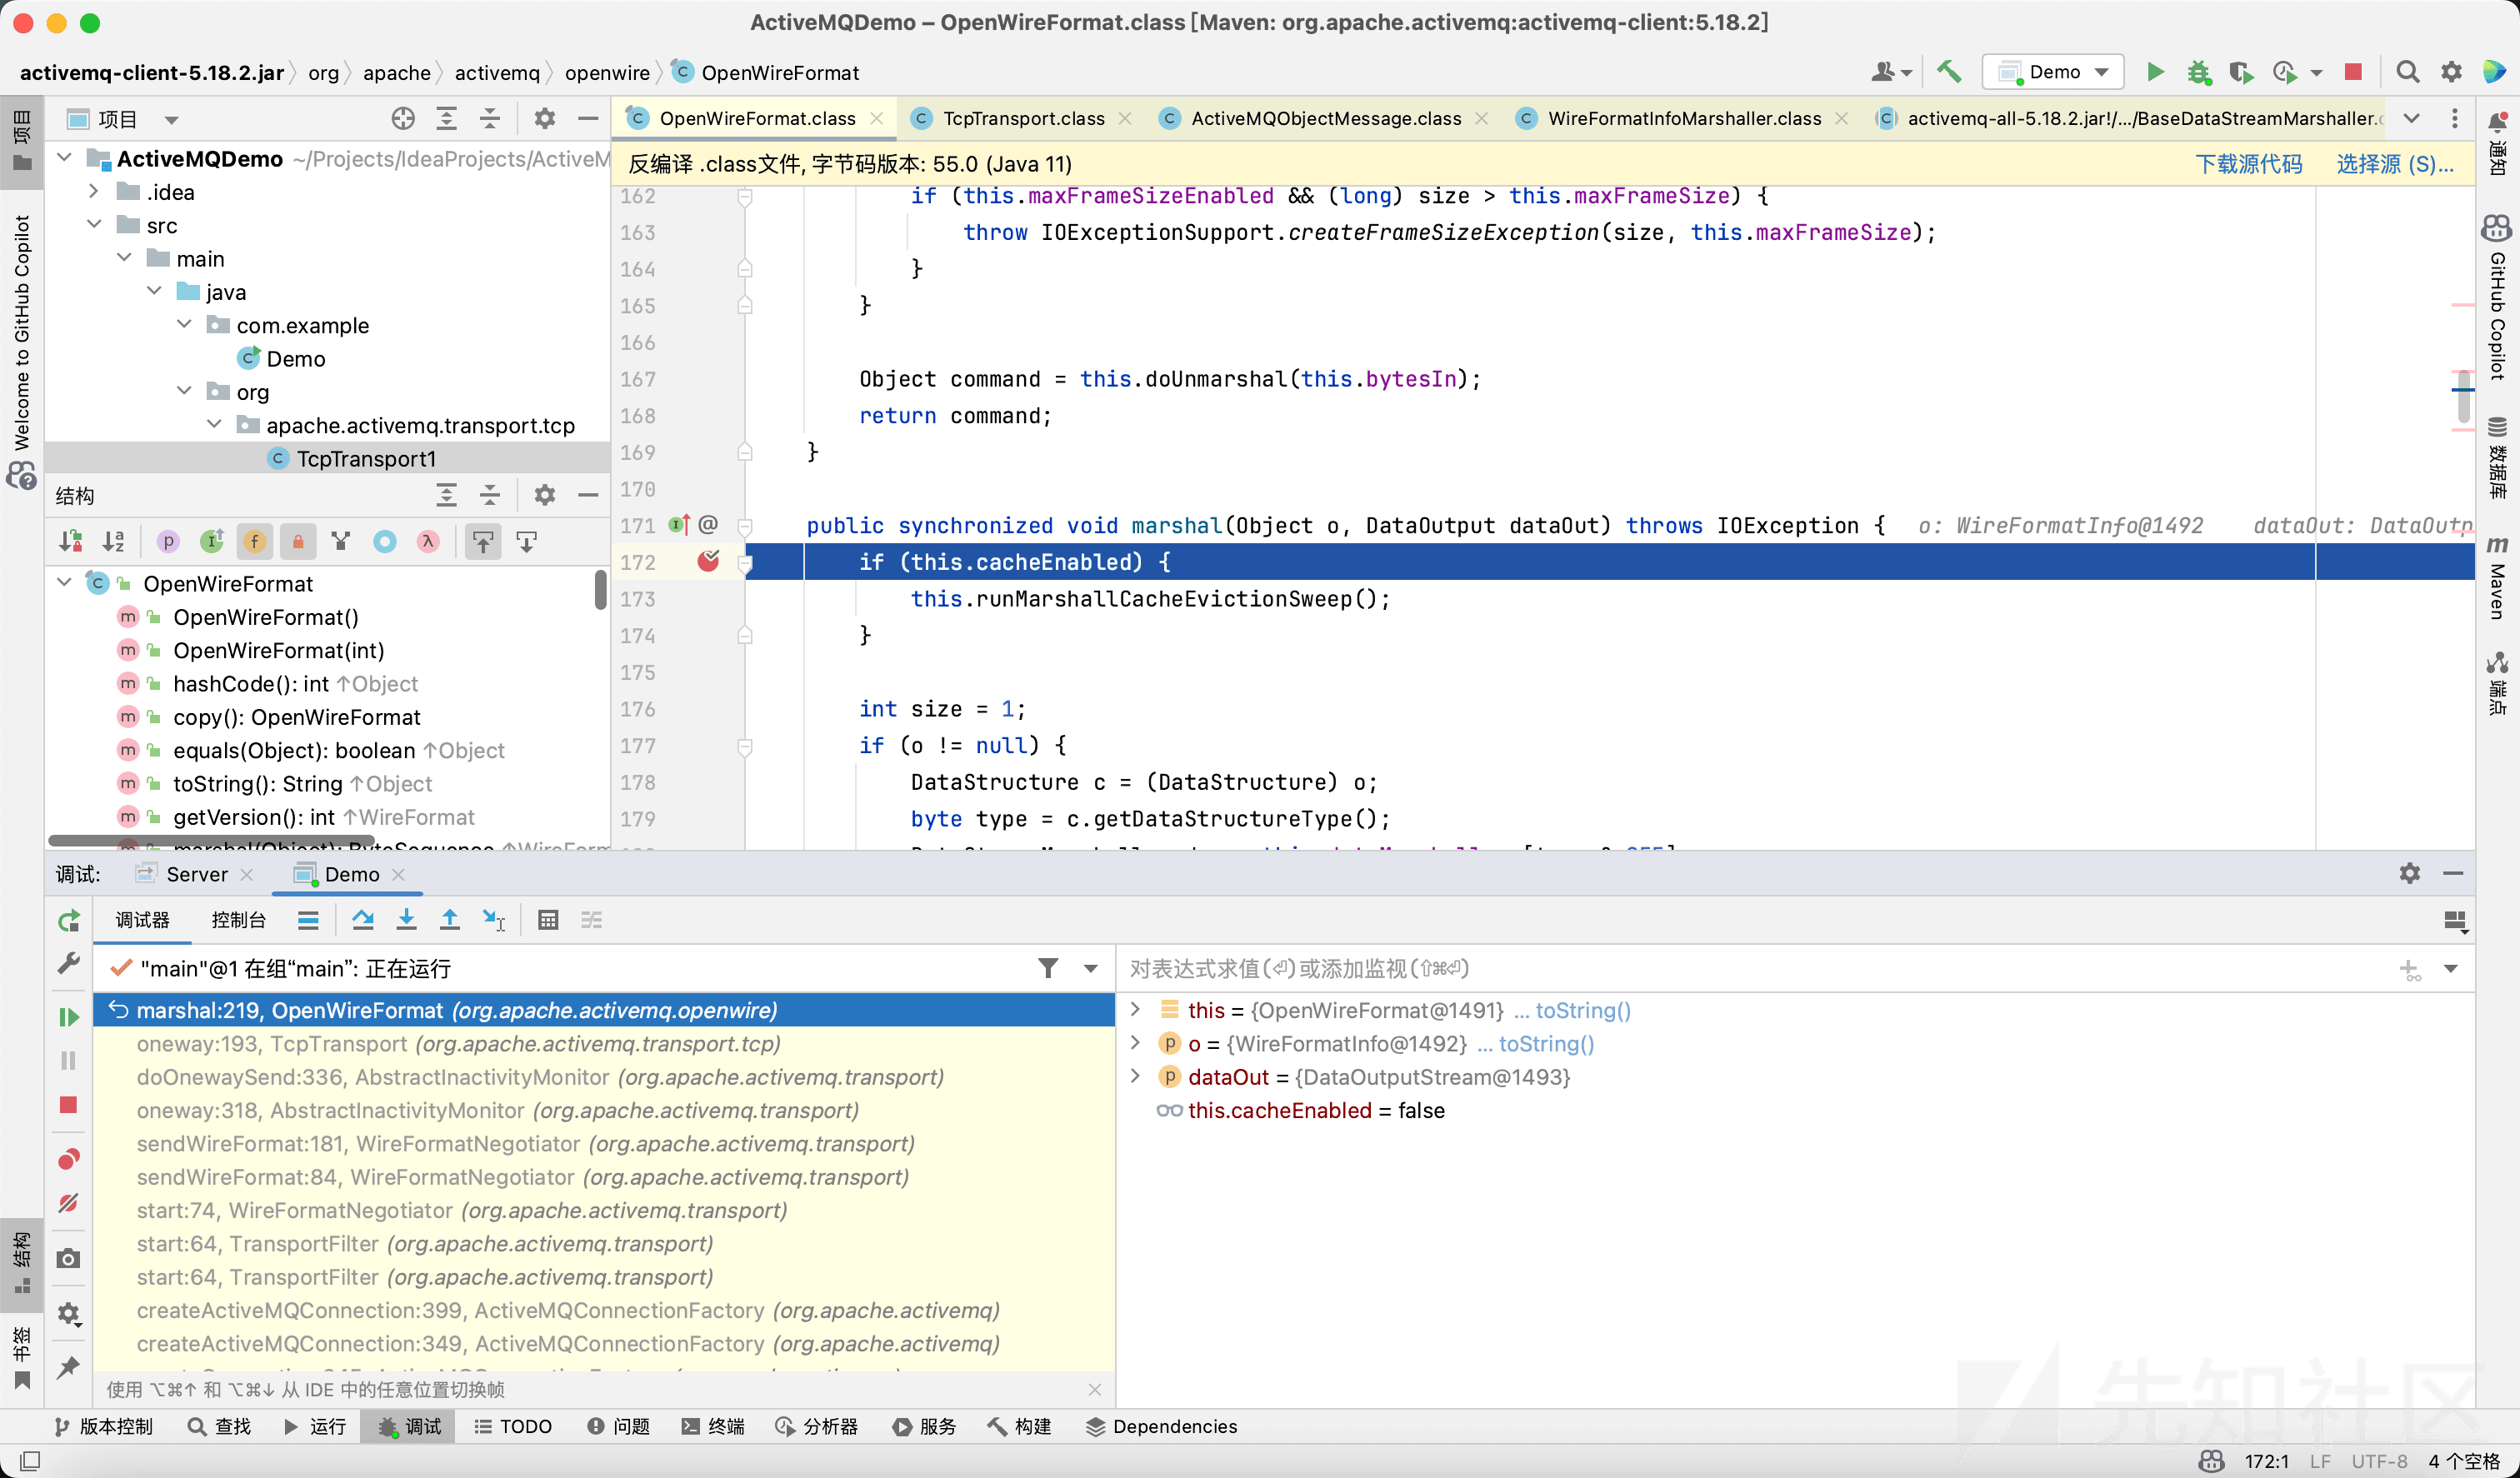 ActiveMQDemo – OpenWireFormat.class [Maven: org.apache.activemq:activemq-client:5.18.2]
activemq-client-5.18.2.jar org apache activemq openwire OpenWireFormat
Demo
项目
OpenWireFormat.class TcpTransport.class ActiveMQObjectMessage.class WireFormatInfoMarshaller.class activemq-all-5.18.2.jar!/.../BaseDataStreamMarshaller.c
反编译 .class文件, 字节码版本: 55.0 (Java 11) 下载源代码 选择源 (S)...
项目
Welcome to GitHub Copilot
结构
书签
ActiveMQDemo ~/Projects/IdeaProjects/ActiveM
.idea
src
main
java
com.example
Demo
org
apache.activemq.transport.tcp
TcpTransport1
结构
OpenWireFormat
OpenWireFormat()
OpenWireFormat(int)
hashCode(): int ↑Object
copy(): OpenWireFormat
equals(Object): boolean ↑Object
toString(): String ↑Object
getVersion(): int ↑WireFormat
marshal(Object): ByteSequence ↑WireForm
162 if (this.maxFrameSizeEnabled && (long) size > this.maxFrameSize) {
163 throw IOExceptionSupport.createFrameSizeException(size, this.maxFrameSize);
164 }
165 }
166
167 Object command = this.doUnmarshal(this.bytesIn);
168 return command;
169 }
170
171 @ public synchronized void marshal(Object o, DataOutput dataOut) throws IOException { o: WireFormatInfo@1492 dataOut: DataOutp
172 if (this.cacheEnabled) {
173 this.runMarshallCacheEvictionSweep();
174 }
175
176 int size = 1;
177 if (o != null) {
178 DataStructure c = (DataStructure) o;
179 byte type = c.getDataStructureType();
通知
GitHub Copilot
数据库
Maven
端点
调试: Server Demo
调试器 控制台
"main"@1 在组“main”: 正在运行
marshal:219, OpenWireFormat (org.apache.activemq.openwire)
oneway:193, TcpTransport (org.apache.activemq.transport.tcp)
doOnewaySend:336, AbstractInactivityMonitor (org.apache.activemq.transport)
oneway:318, AbstractInactivityMonitor (org.apache.activemq.transport)
sendWireFormat:181, WireFormatNegotiator (org.apache.activemq.transport)
sendWireFormat:84, WireFormatNegotiator (org.apache.activemq.transport)
start:74, WireFormatNegotiator (org.apache.activemq.transport)
start:64, TransportFilter (org.apache.activemq.transport)
start:64, TransportFilter (org.apache.activemq.transport)
createActiveMQConnection:399, ActiveMQConnectionFactory (org.apache.activemq)
createActiveMQConnection:349, ActiveMQConnectionFactory (org.apache.activemq)
使用 ⌥⌘↑ 和 ⌥⌘↓ 从 IDE 中的任意位置切换帧
对表达式求值(⏎)或添加监视(⇧⌘⏎)
this = {OpenWireFormat@1491} ... toString()
o = {WireFormatInfo@1492} ... toString()
dataOut = {DataOutputStream@1493}
this.cacheEnabled = false
先知社区
版本控制 查找 运行 调试 TODO 问题 终端 分析器 服务 构建 Dependencies
172:1 LF UTF-8 4 个空格